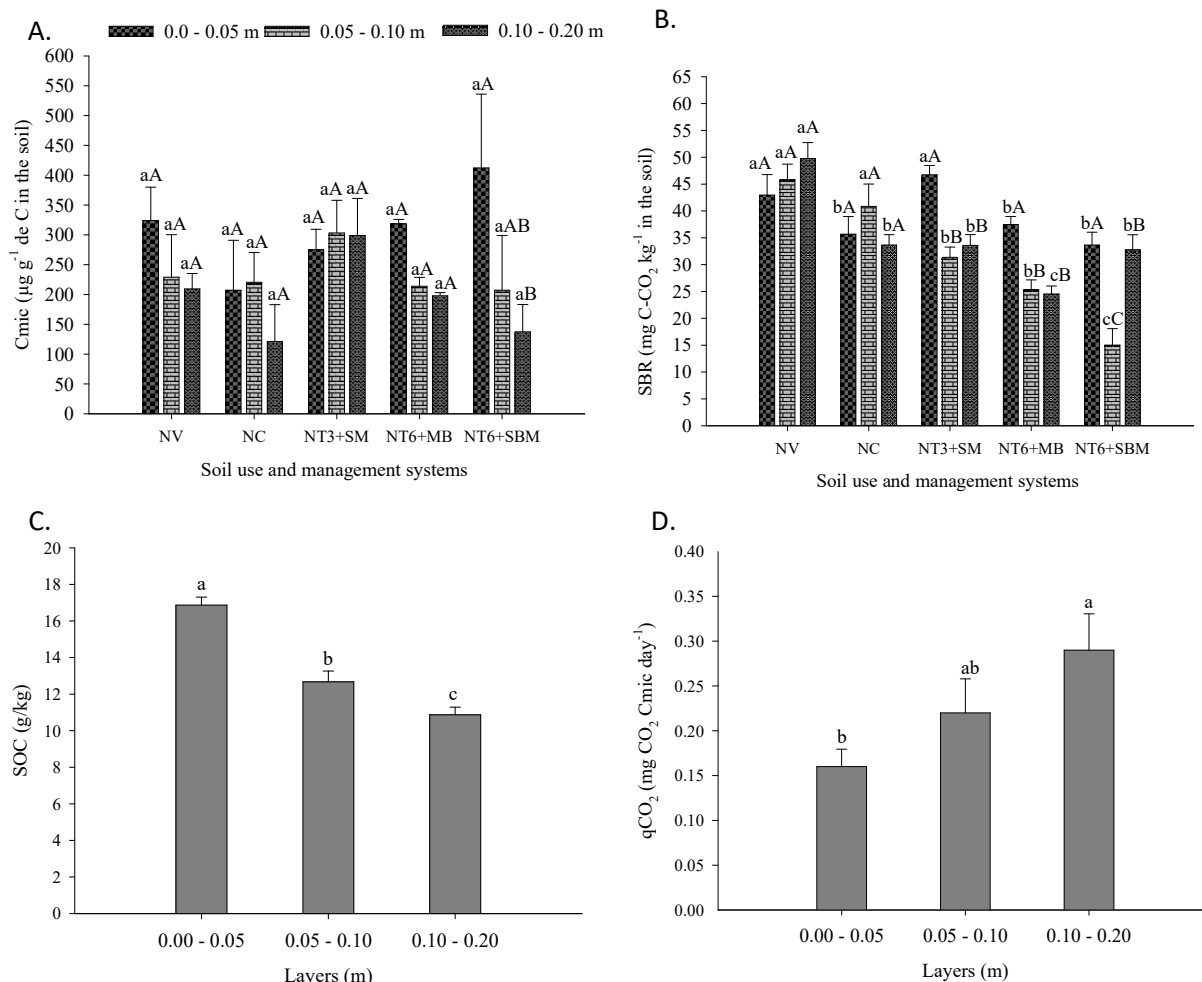 A.
0.0 - 0.05 m 0.05 - 0.10 m 0.10 - 0.20 m
Cmic (µg g⁻¹ de C in the soil)
600
550
500
450
400
350
300
250
200
150
100
50
0
aA
aA
aA
aA
aA
aA
aA
aA
aA
aA
aA
aA
aA
aAB
aB
NV NC NT3+SM NT6+MB NT6+SBM
Soil use and management systems
B.
SBR (mg C-CO₂ kg⁻¹ in the soil)
65
60
55
50
45
40
35
30
25
20
15
10
5
0
aA
aA
aA
bA
aA
bA
aA
bB
bB
bA
bB
cB
bA
cC
bB
NV NC NT3+SM NT6+MB NT6+SBM
Soil use and management systems
C.
SOC (g/kg)
20
18
16
14
12
10
8
6
4
2
0
a
b
c
0.00 - 0.05 0.05 - 0.10 0.10 - 0.20
Layers (m)
D.
qCO₂ (mg CO₂ Cmic day⁻¹)
0.40
0.35
0.30
0.25
0.20
0.15
0.10
0.05
0.00
b
ab
a
0.00 - 0.05 0.05 - 0.10 0.10 - 0.20
Layers (m)